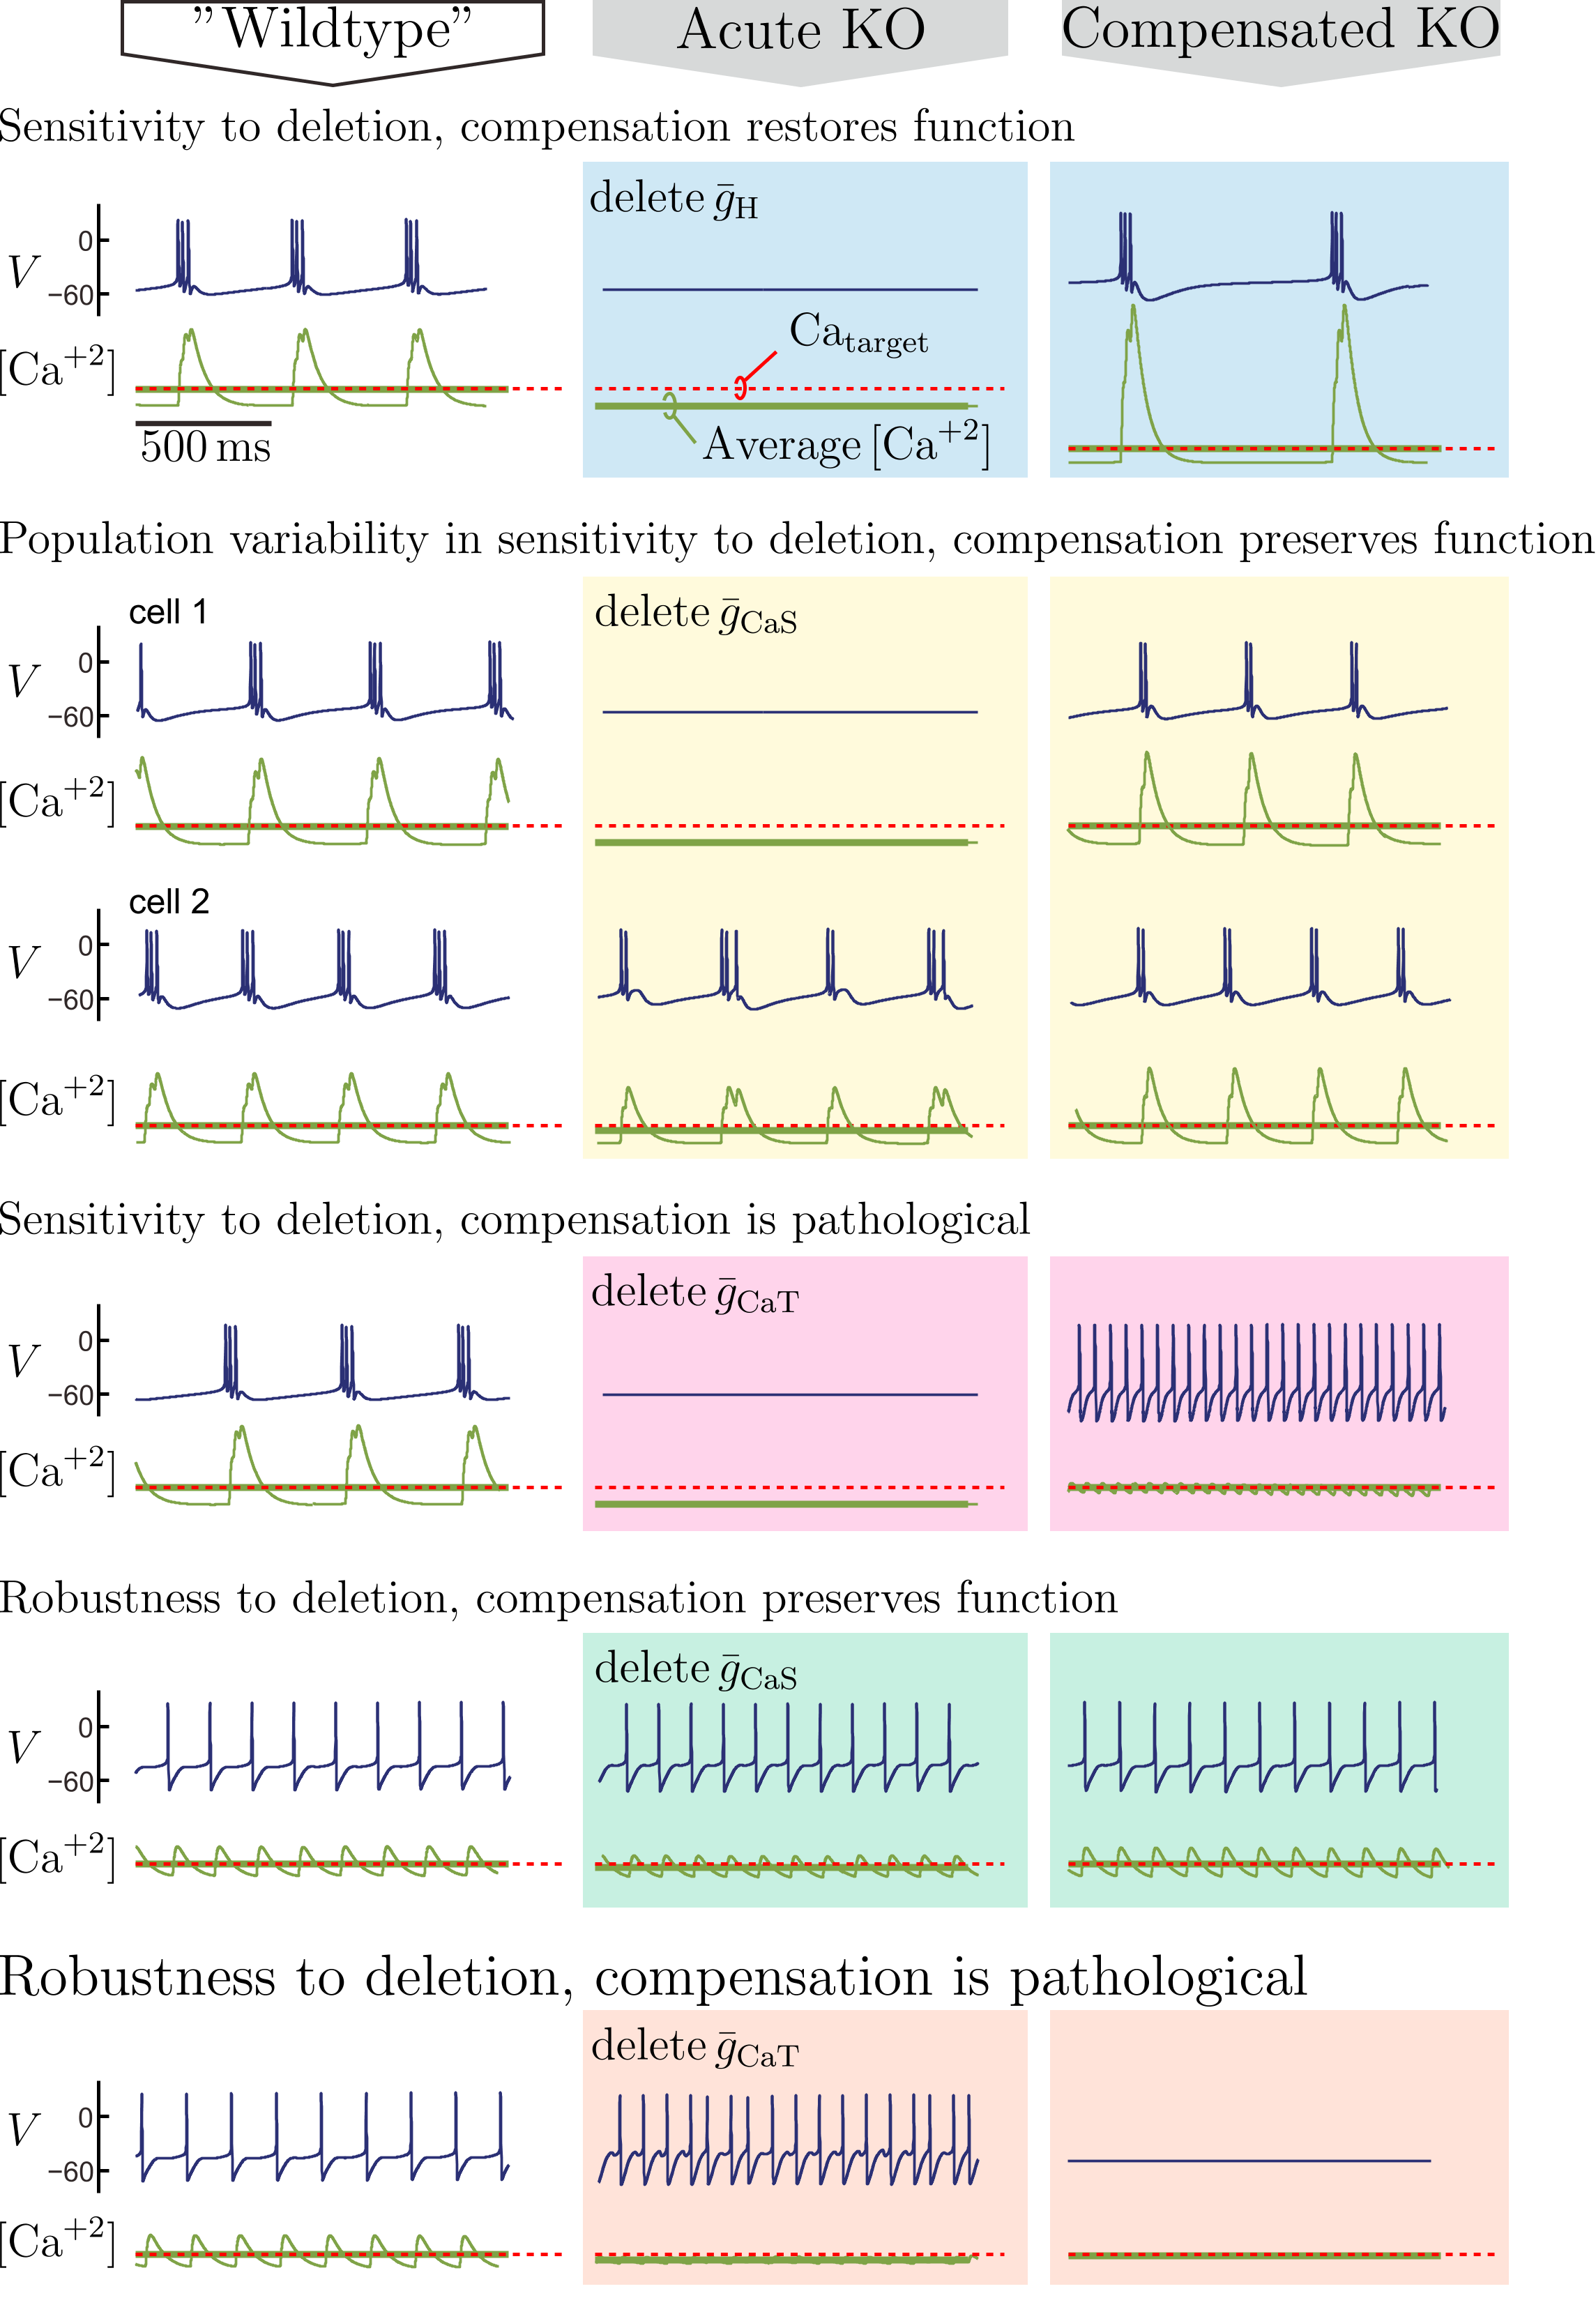 "Wildtype" Acute KO Compensated KO
Sensitivity to deletion, compensation restores function
delete ḡH
0
V
−60
Catarget
[Ca+2]
Average [Ca+2]
500 ms
Population variability in sensitivity to deletion, compensation preserves function
cell 1
delete ḡCaS
0
V
−60
[Ca+2]
cell 2
0
V
−60
[Ca+2]
Sensitivity to deletion, compensation is pathological
delete ḡCaT
0
V
−60
[Ca+2]
Robustness to deletion, compensation preserves function
delete ḡCaS
0
V
−60
[Ca+2]
Robustness to deletion, compensation is pathological
delete ḡCaT
0
V
−60
[Ca+2]